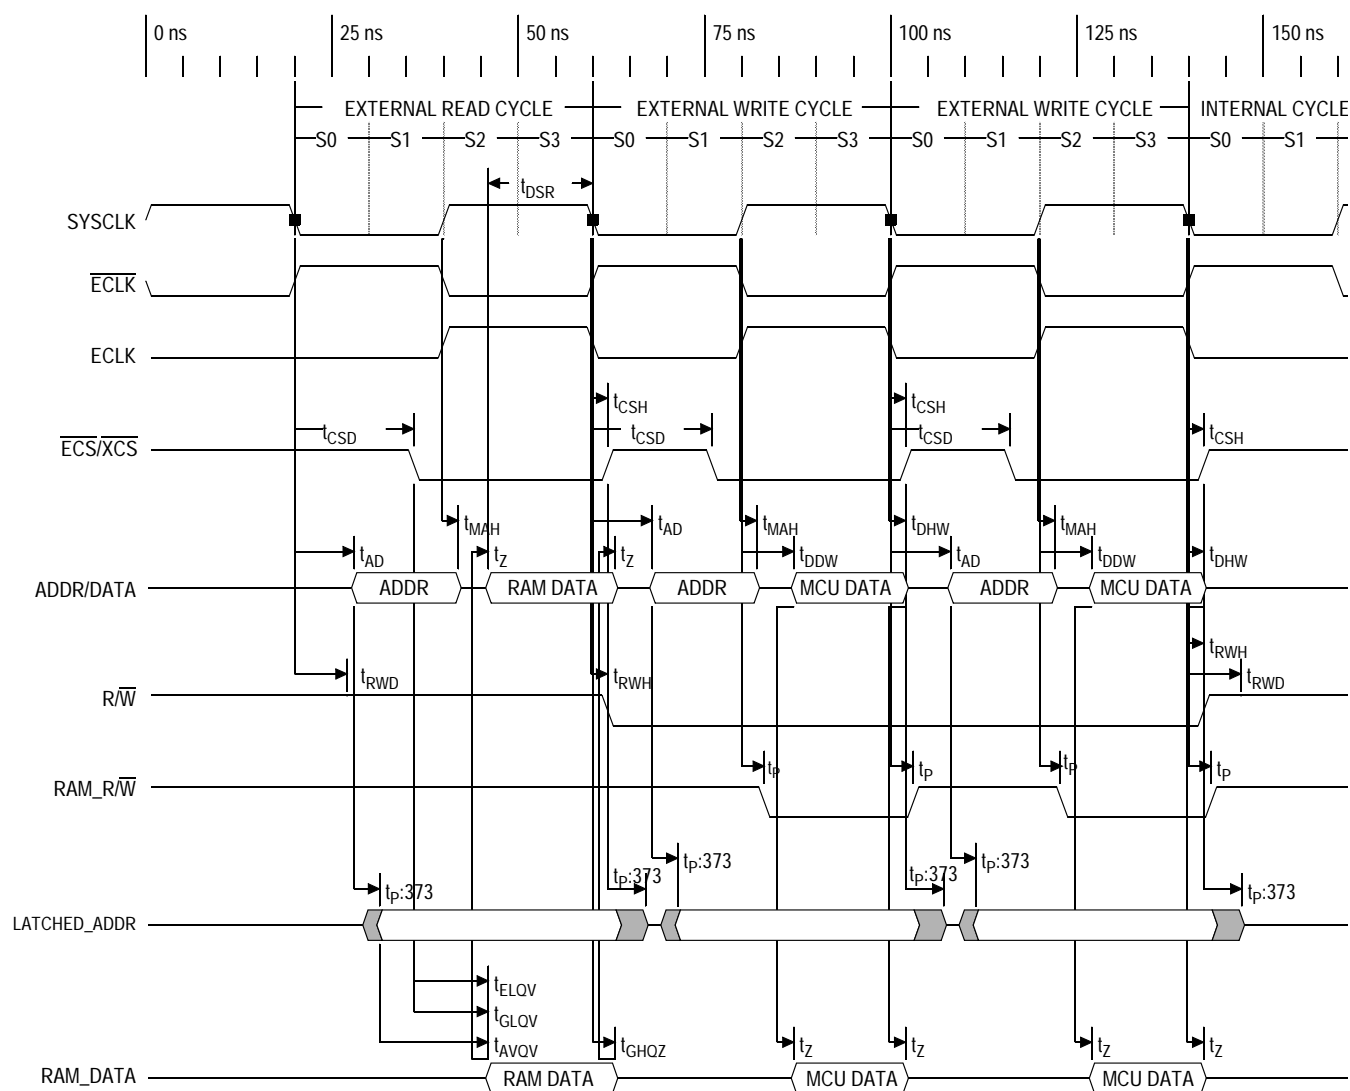 0 ns 25 ns 50 ns 75 ns 100 ns 125 ns 150 ns
EXTERNAL READ CYCLE EXTERNAL WRITE CYCLE EXTERNAL WRITE CYCLE INTERNAL CYCLE
S0 S1 S2 S3 S0 S1 S2 S3 S0 S1 S2 S3 S0 S1
tDSR
SYSCLK
ECLK
ECLK
tCSH tCSH
tCSD tCSD tCSD tCSH
ECS/XCS
tMAH tAD tMAH tDHW tMAH
tAD tZ tZ tDDW tAD tDDW tDHW
ADDR/DATA ADDR RAM DATA ADDR MCU DATA ADDR MCU DATA
tRWH
tRWD tRWH tRWD
R/W
tP tP tP tP
RAM_R/W
tP:373 tP:373
tP:373 tP:373 tP:373 tP:373
LATCHED_ADDR
tELQV
tGLQV
tAVQV tGHQZ tZ tZ tZ tZ
RAM_DATA RAM DATA MCU DATA MCU DATA